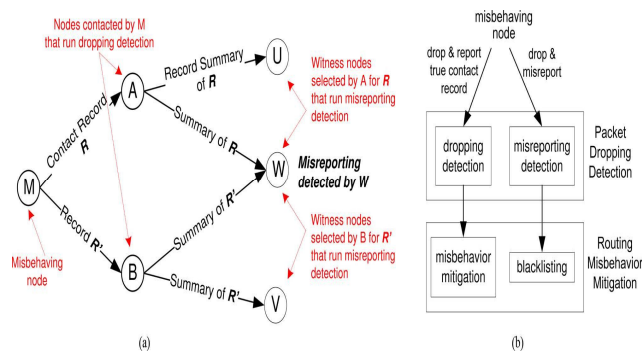 Nodes contacted by M
that run dropping detection
A
Record Summary
of R
U
Witness nodes
selected by A for R
that run misreporting
detection
Contact Record
R
Summary
of R
M
W
Misreporting
detected by W
Record R'
Summary of R'
Misbehaving
node
B
Summary of R'
V
Witness nodes
selected by B for R'
that run misreporting
detection
(a)
misbehaving
node
drop & report
true contact
record
drop &
misreport
dropping
detection
misreporting
detection
Packet
Dropping
Detection
misbehavior
mitigation
blacklisting
Routing
Misbehavior
Mitigation
(b)